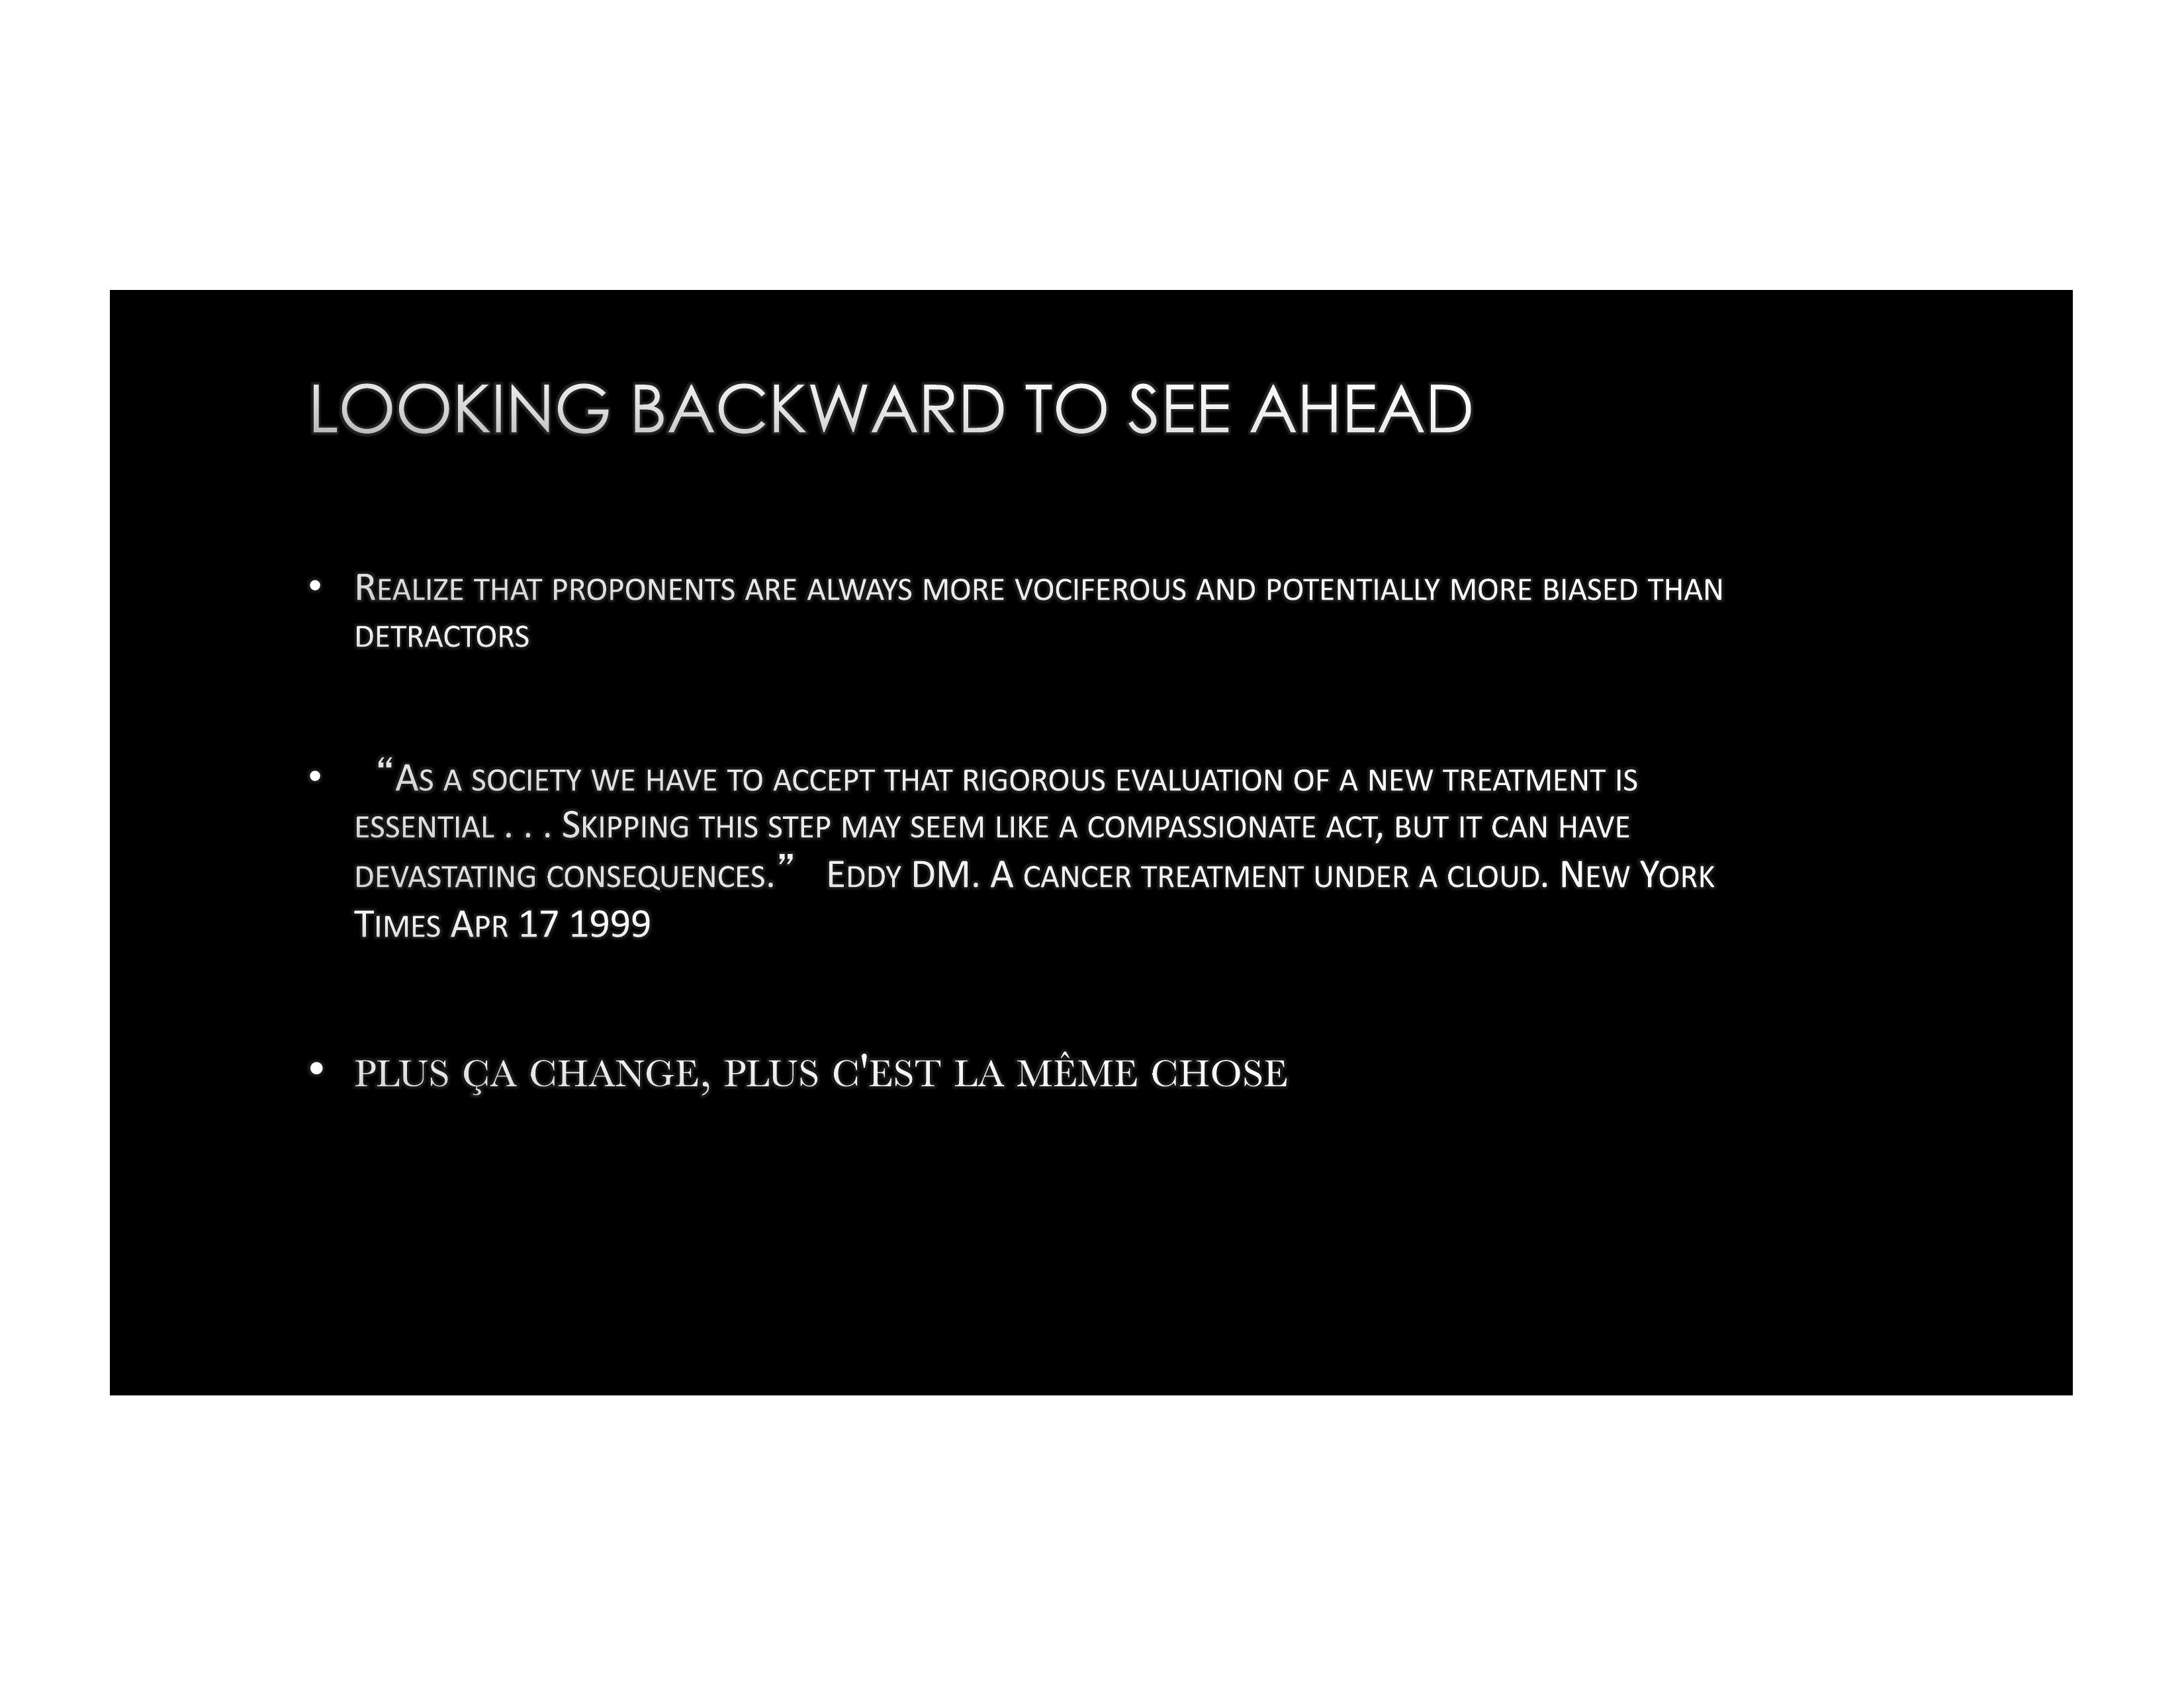 LOOKING BACKWARD TO SEE AHEAD
• Realize that proponents are always more vociferous and potentially more biased than
detractors
• “As a society we have to accept that rigorous evaluation of a new treatment is
essential . . . Skipping this step may seem like a compassionate act, but it can have
devastating consequences.” Eddy DM. A cancer treatment under a cloud. New York
Times Apr 17 1999
• plus ça change, plus c'est la même chose